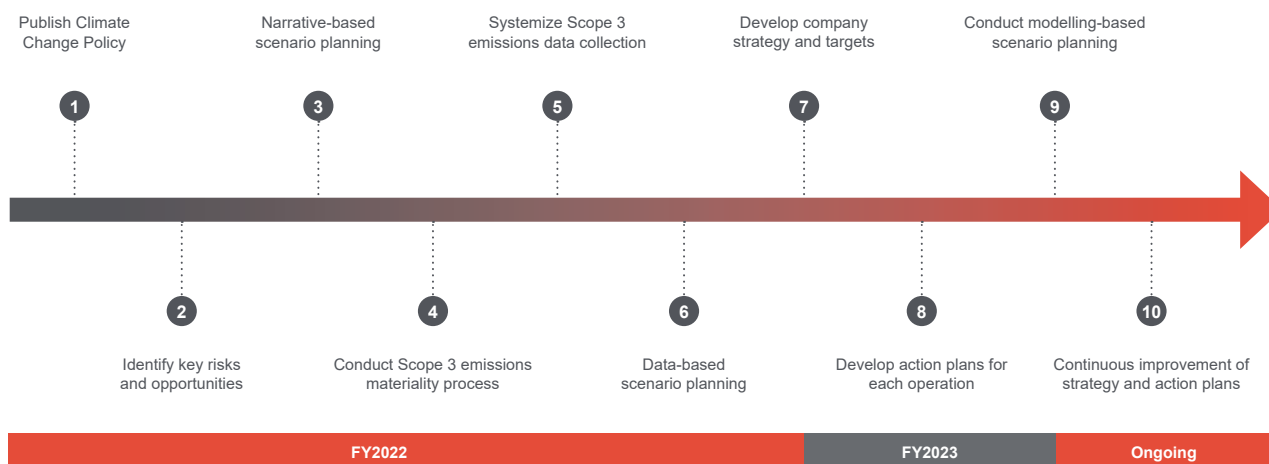 Publish Climate
Change Policy
Narrative-based
scenario planning
Systemize Scope 3
emissions data collection
Develop company
strategy and targets
Conduct modelling-based
scenario planning
1
3
5
7
9
2
4
6
8
10
Identify key risks
and opportunities
Conduct Scope 3 emissions
materiality process
Data-based
scenario planning
Develop action plans for
each operation
Continuous improvement of
strategy and action plans
FY2022
FY2023
Ongoing